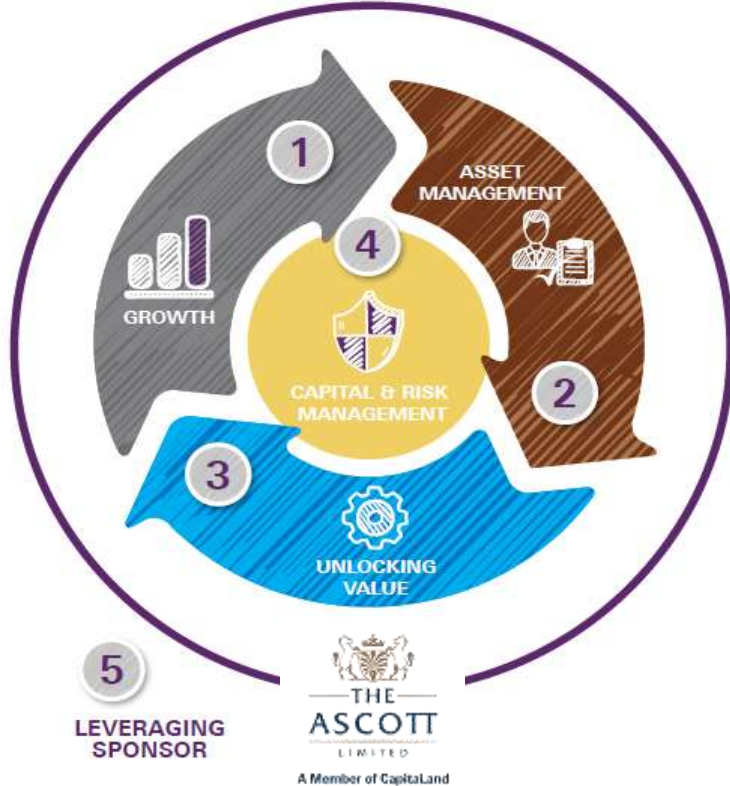 1
GROWTH
ASSET
MANAGEMENT
2
3
UNLOCKING
VALUE
4
CAPITAL & RISK
MANAGEMENT
5
LEVERAGING
SPONSOR
THE
ASCOTT
LIMITED
A Member of CapitaLand